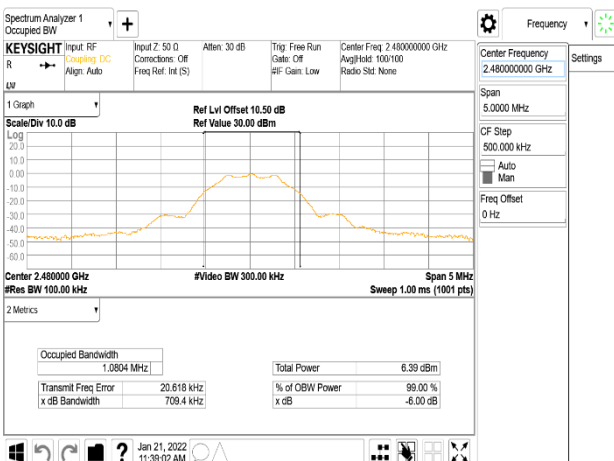 Spectrum Analyzer 1
Occupied BW
Frequency
KEYSIGHT
R
Input: RF
Coupling: DC
Align: Auto
Input Z: 50 Ω
Corrections: Off
Freq Ref: Int (S)
Atten: 30 dB
Trig: Free Run
Gate: Off
#IF Gain: Low
Center Freq: 2.480000000 GHz
Avg|Hold: 100/100
Radio Std: None
Center Frequency
2.480000000 GHz
Settings
Span
5.0000 MHz
CF Step
500.000 kHz
Auto
Man
Freq Offset
0 Hz
1 Graph
Scale/Div 10.0 dB
Ref Lvl Offset 10.50 dB
Ref Value 30.00 dBm
Log
20.0
10.0
0.00
-10.0
-20.0
-30.0
-40.0
-50.0
-60.0
Center 2.480000 GHz
#Video BW 300.00 kHz
Span 5 MHz
#Res BW 100.00 kHz
Sweep 1.00 ms (1001 pts)
2 Metrics
Occupied Bandwidth
1.0804 MHz
Total Power 6.39 dBm
Transmit Freq Error 20.618 kHz
% of OBW Power 99.00 %
x dB Bandwidth 709.4 kHz
x dB -6.00 dB
?
Jan 21, 2022
11:39:02 AM